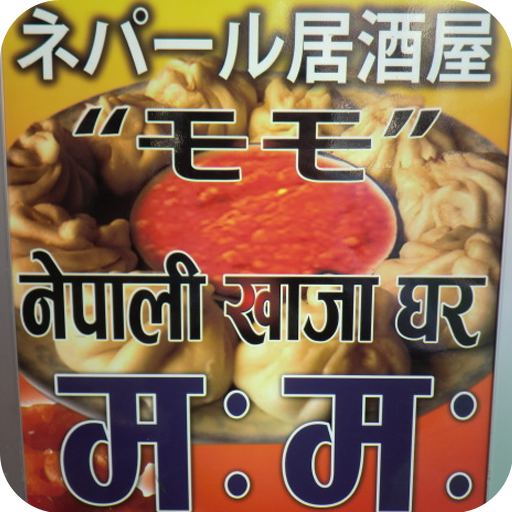 ネパール居酒屋
“モモ”
नेपाली खाजा घर
म: म: